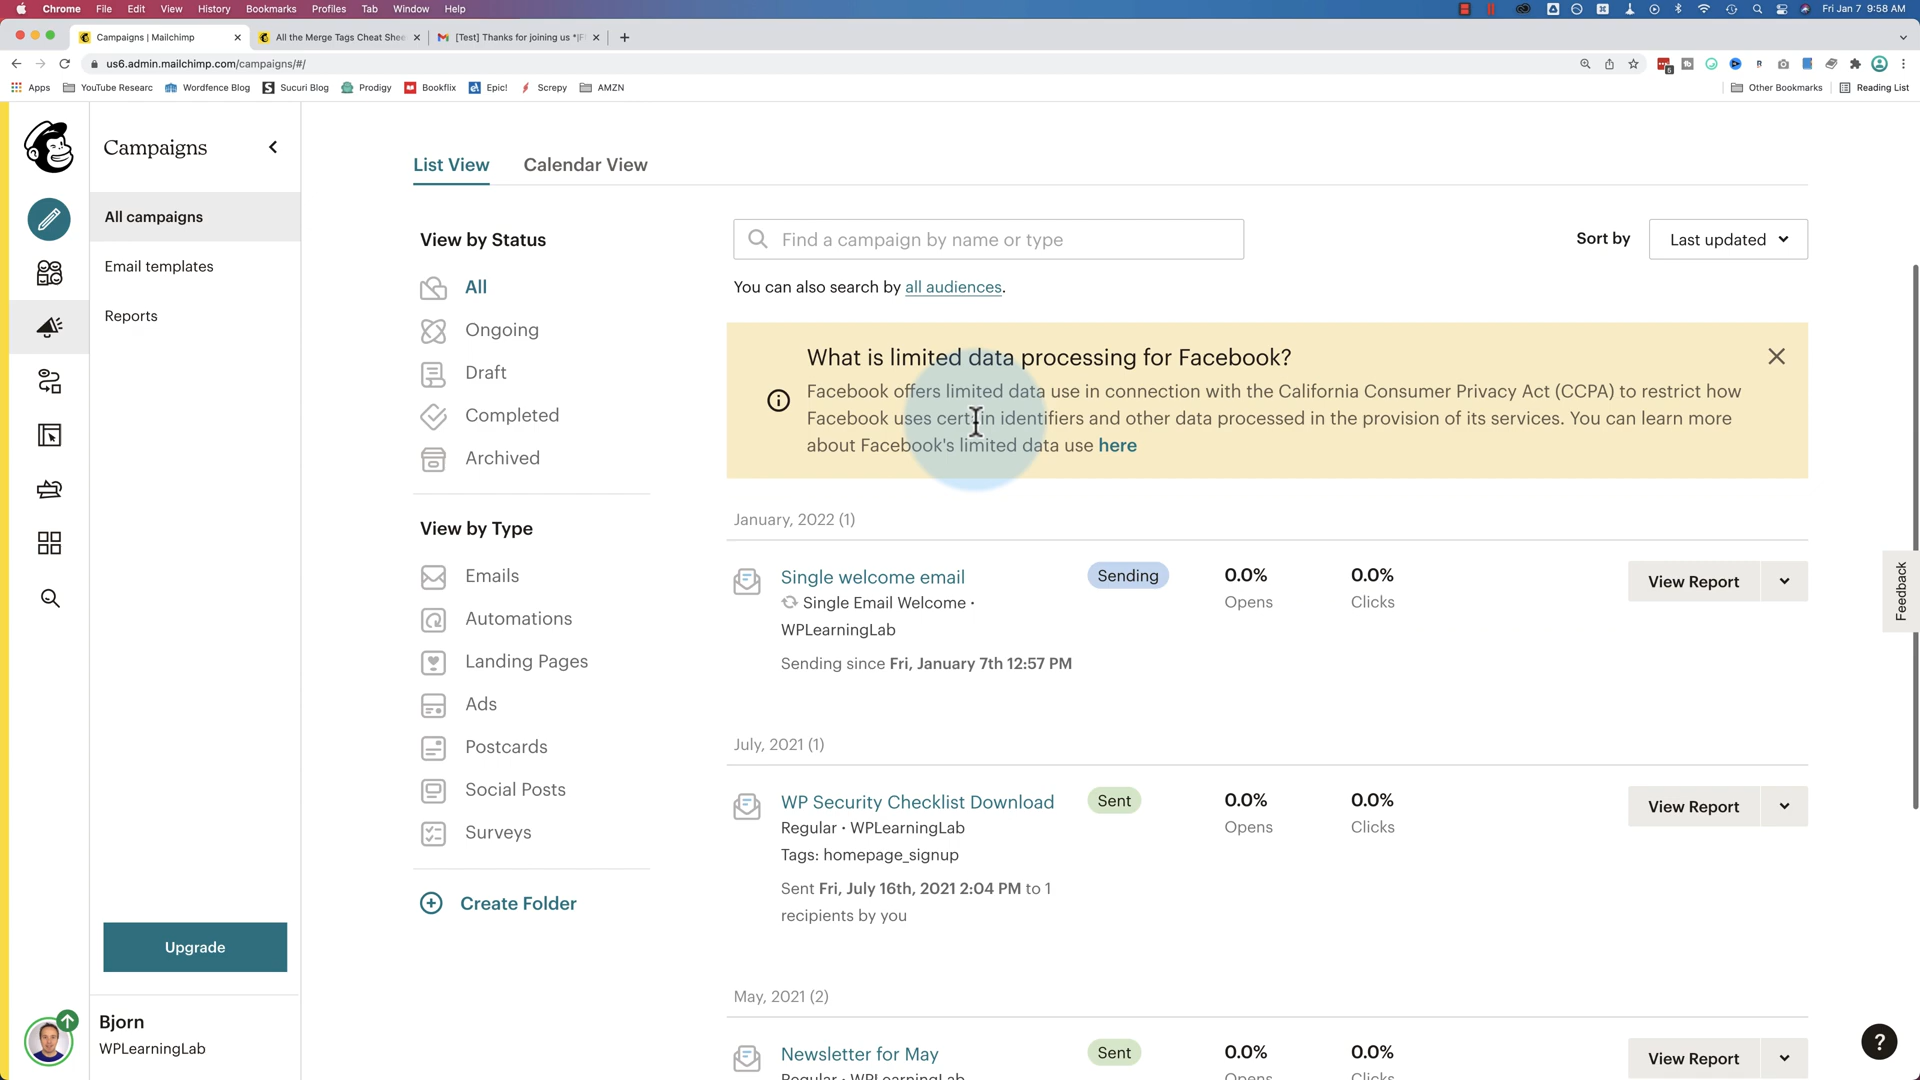 Chrome File Edit View History Bookmarks Profiles Tab Window Help Fri Jan 7 9:58 AM
Campaigns | Mailchimp All the Merge Tags Cheat Shee [Test] Thanks for joining us *|F
us6.admin.mailchimp.com/campaigns/#/
Apps YouTube Researc Wordfence Blog Sucuri Blog Prodigy Bookflix Epic! Screpy AMZN Other Bookmarks Reading List
Campaigns
All campaigns
Email templates
Reports
Upgrade
Bjorn
WPLearningLab
List View Calendar View
View by Status
All
Ongoing
Draft
Completed
Archived
View by Type
Emails
Automations
Landing Pages
Ads
Postcards
Social Posts
Surveys
Create Folder
Find a campaign by name or type
Sort by Last updated
You can also search by all audiences.
What is limited data processing for Facebook?
Facebook offers limited data use in connection with the California Consumer Privacy Act (CCPA) to restrict how
Facebook uses certain identifiers and other data processed in the provision of its services. You can learn more
about Facebook's limited data use here
January, 2022 (1)
Single welcome email Sending 0.0% 0.0% View Report
Single Email Welcome · Opens Clicks
WPLearningLab
Sending since Fri, January 7th 12:57 PM
July, 2021 (1)
WP Security Checklist Download Sent 0.0% 0.0% View Report
Regular · WPLearningLab Opens Clicks
Tags: homepage_signup
Sent Fri, July 16th, 2021 2:04 PM to 1
recipients by you
May, 2021 (2)
Newsletter for May Sent 0.0% 0.0% View Report
Regular · WPLearningLab Opens Clicks
Feedback
?